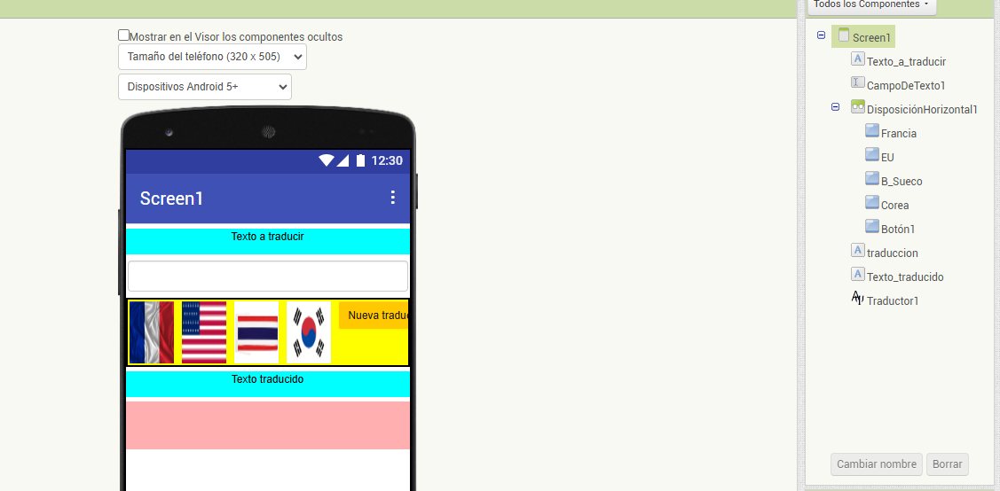 Todos los Componentes
Mostrar en el Visor los componentes ocultos
Tamaño del teléfono (320 x 505)
Dispositivos Android 5+
12:30
Screen1
Texto a traducir
Nueva traduc
Texto traducido
Screen1
Texto_a_traducir
CampoDeTexto1
DisposiciónHorizontal1
Francia
EU
B_Sueco
Corea
Botón1
traduccion
Texto_traducido
Traductor1
Cambiar nombre
Borrar